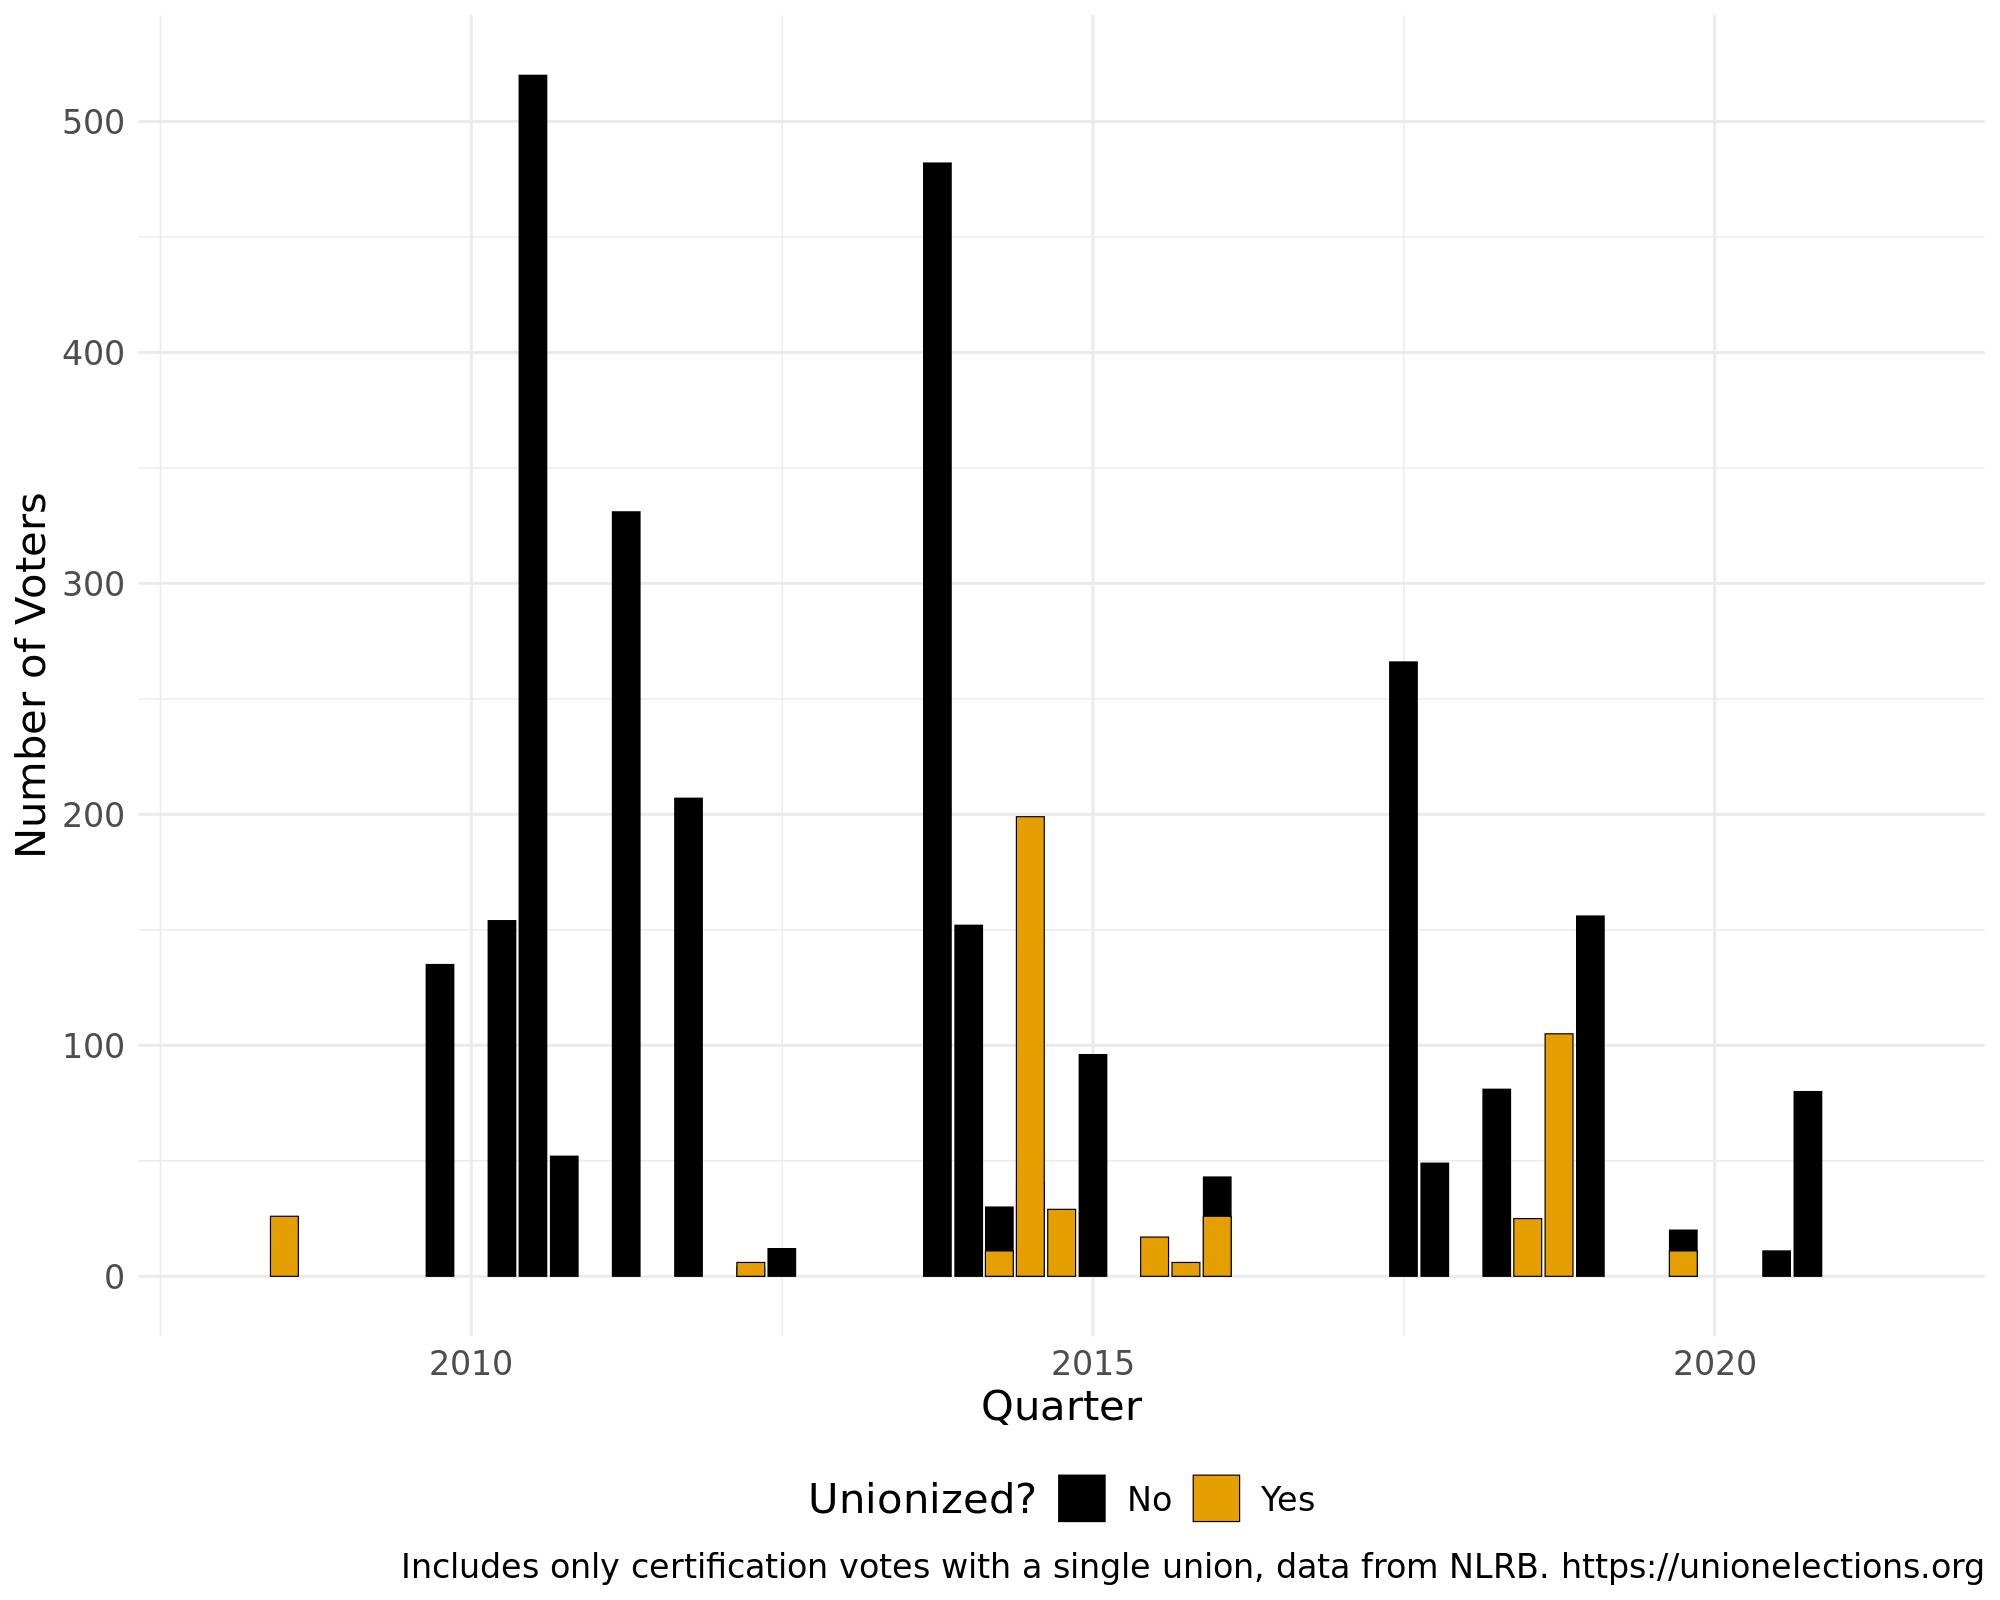 500
400
300
200
100
0
Number of Voters
2010 2015 2020
Quarter
Unionized? No Yes
Includes only certification votes with a single union, data from NLRB. https://unionelections.org